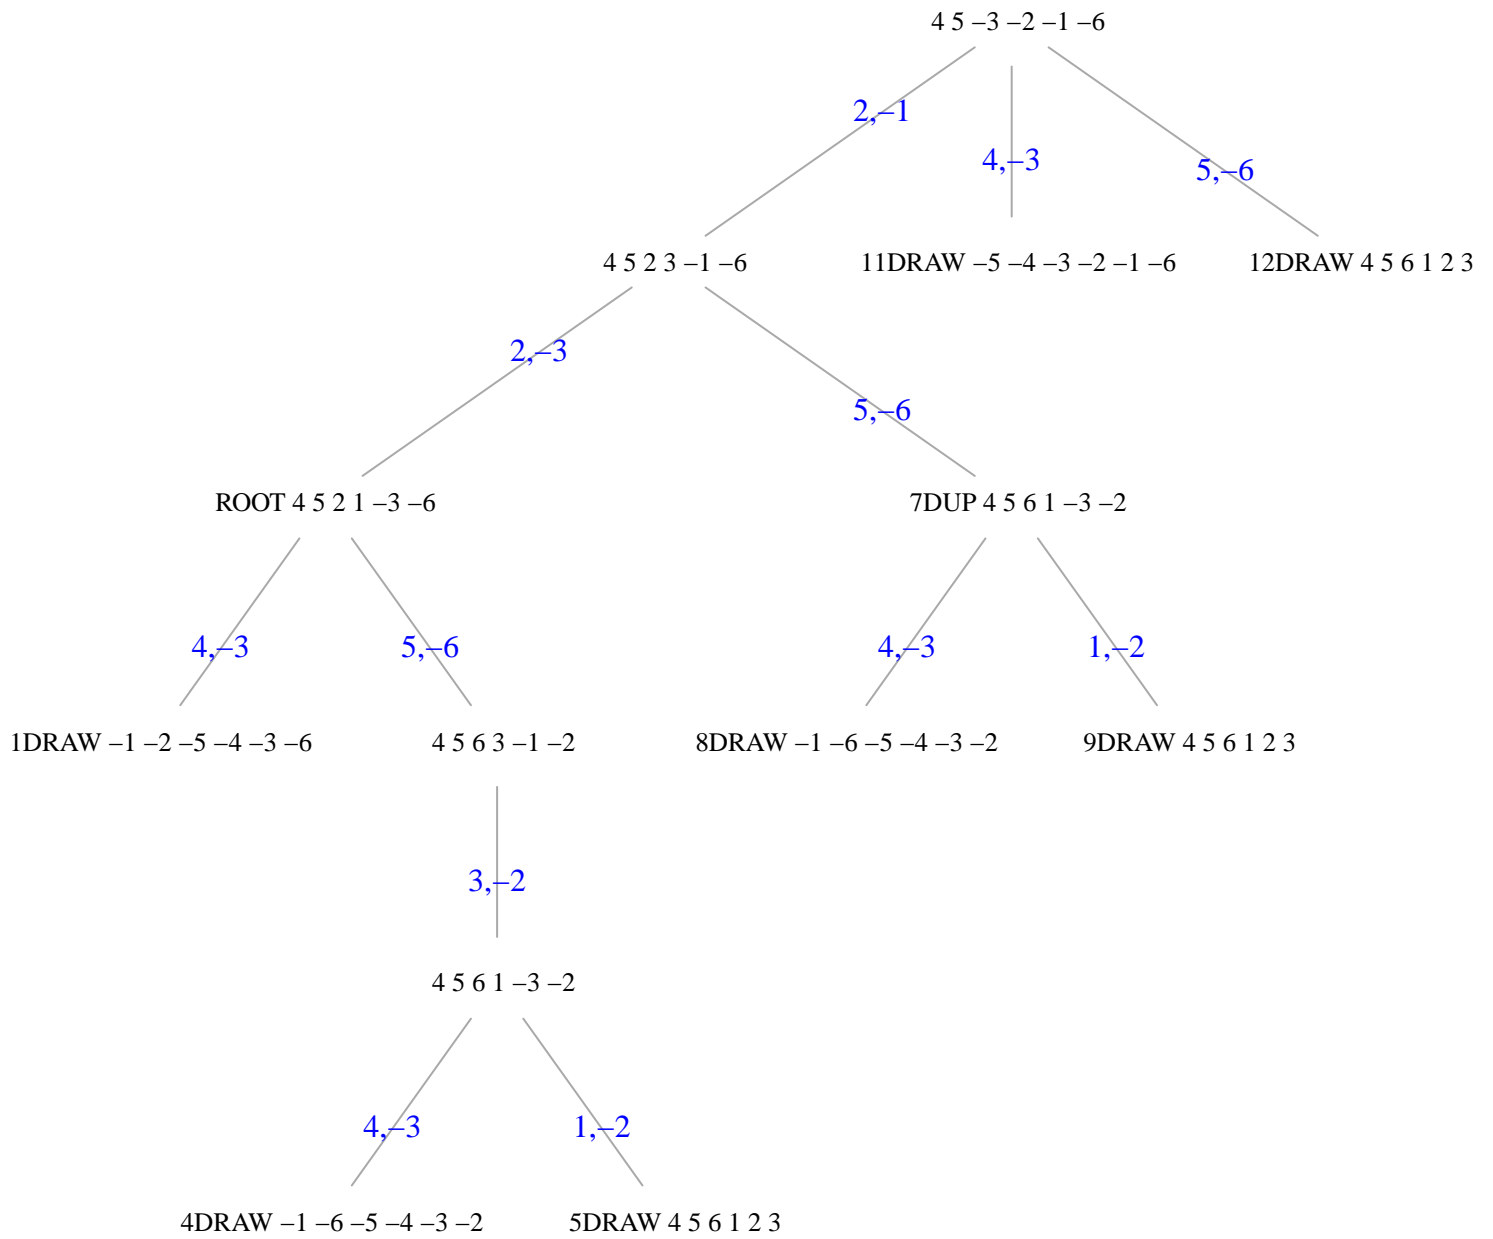 4 5 –3 –2 –1 –6
2,–1
4,–3
5,–6
4 5 2 3 –1 –6
11DRAW –5 –4 –3 –2 –1 –6
12DRAW 4 5 6 1 2 3
2,–3
5,–6
ROOT 4 5 2 1 –3 –6
7DUP 4 5 6 1 –3 –2
4,–3
5,–6
4,–3
1,–2
1DRAW –1 –2 –5 –4 –3 –6
4 5 6 3 –1 –2
8DRAW –1 –6 –5 –4 –3 –2
9DRAW 4 5 6 1 2 3
3,–2
4 5 6 1 –3 –2
4,–3
1,–2
4DRAW –1 –6 –5 –4 –3 –2
5DRAW 4 5 6 1 2 3